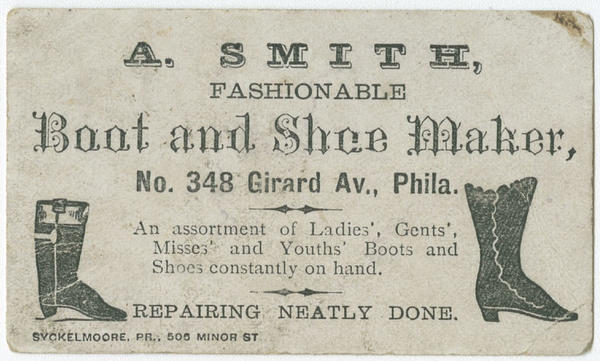 A. SMITH,
FASHIONABLE
Boot and Shoe Maker,
No. 348 Girard Av., Phila.
An assortment of Ladies', Gents',
Misses' and Youths' Boots and
Shoes constantly on hand.
REPAIRING NEATLY DONE.
SYCKELMOORE, PR., 506 MINOR ST